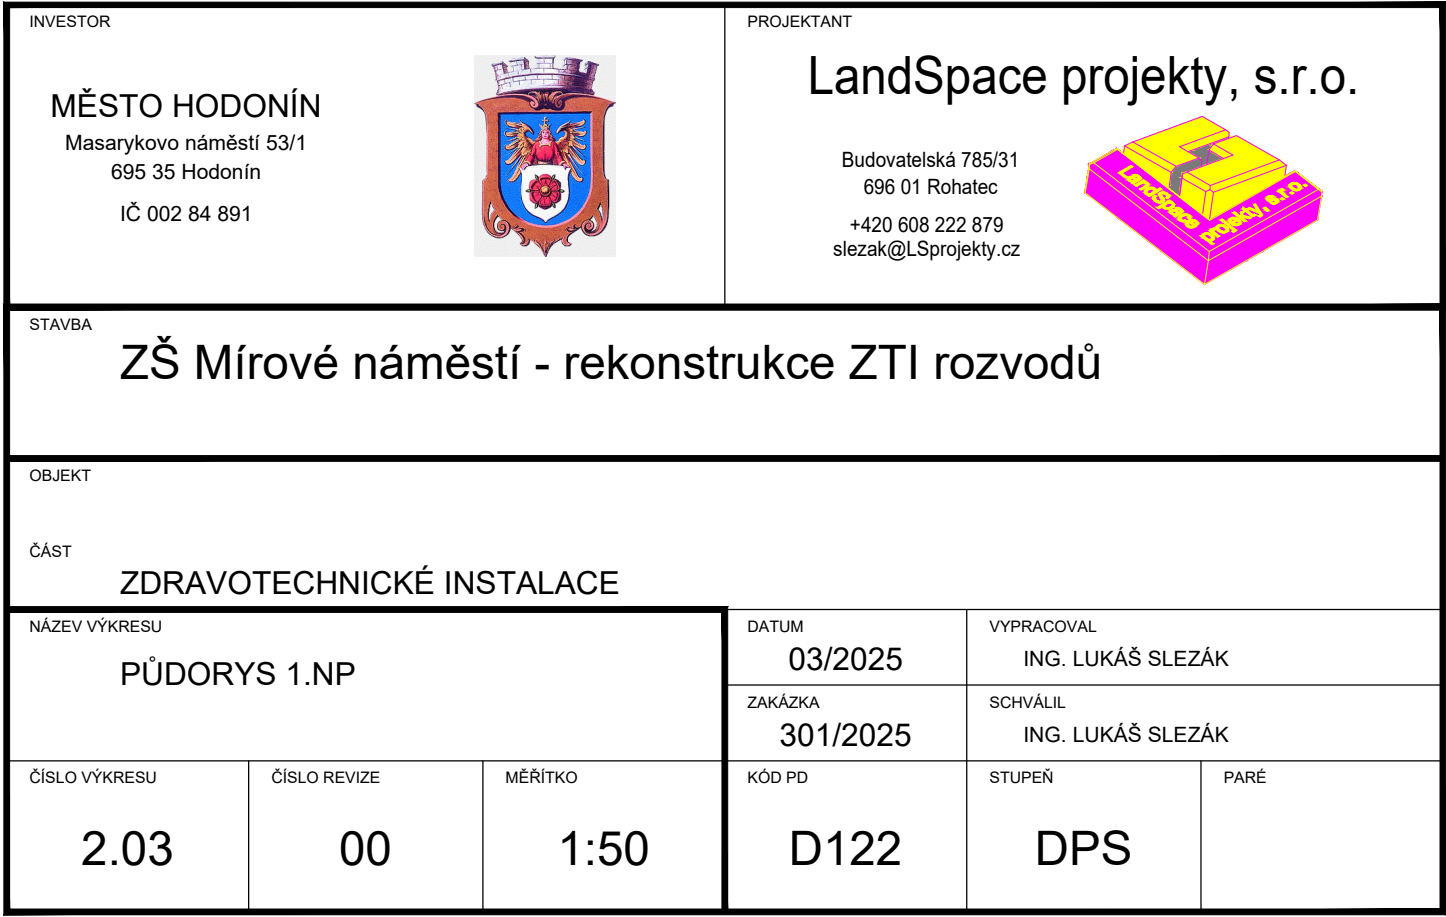 INVESTOR
MĚSTO HODONÍN
Masarykovo náměstí 53/1
695 35 Hodonín
IČ 002 84 891
PROJEKTANT
LandSpace projekty, s.r.o.
Budovatelská 785/31
696 01 Rohatec
+420 608 222 879
slezak@LSprojekty.cz
LandSpace
projekty, s.r.o.
STAVBA
ZŠ Mírové náměstí - rekonstrukce ZTI rozvodů
OBJEKT
ČÁST
ZDRAVOTECHNICKÉ INSTALACE
NÁZEV VÝKRESU
PŮDORYS 1.NP
DATUM
03/2025
VYPRACOVAL
ING. LUKÁŠ SLEZÁK
ZAKÁZKA
301/2025
SCHVÁLIL
ING. LUKÁŠ SLEZÁK
ČÍSLO VÝKRESU
2.03
ČÍSLO REVIZE
00
MĚŘÍTKO
1:50
KÓD PD
D122
STUPEŇ
DPS
PARÉ